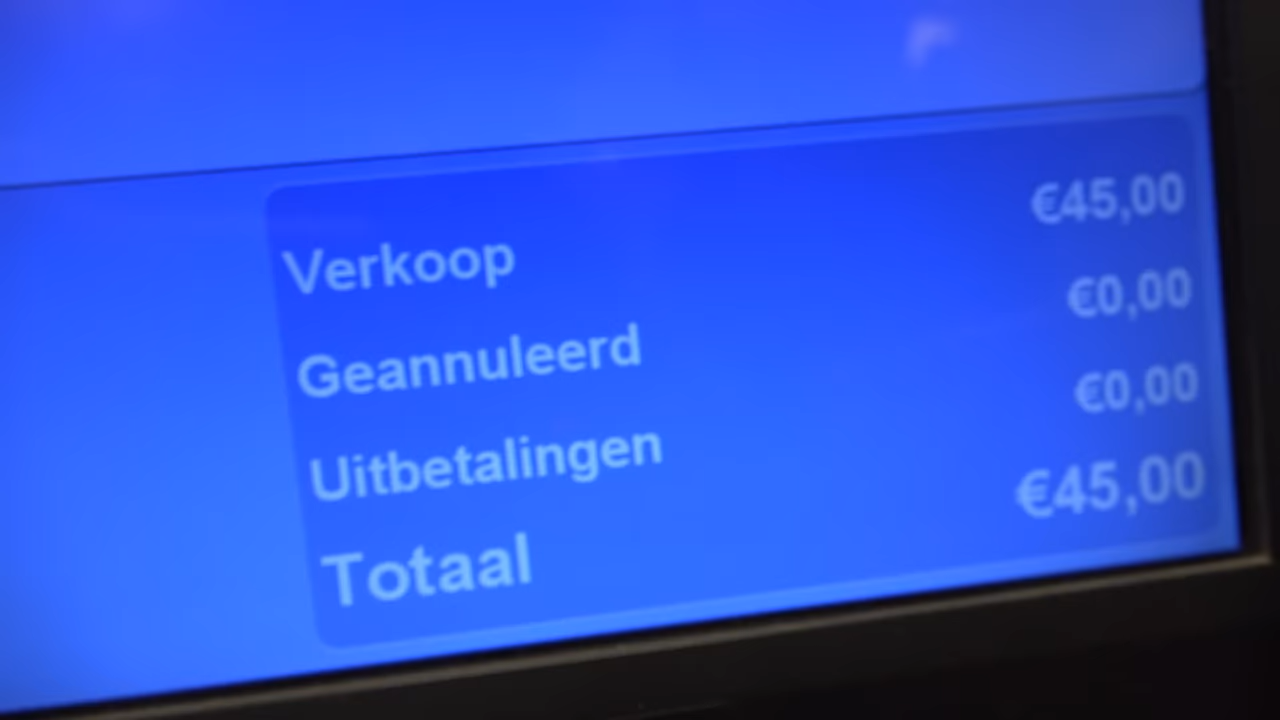 Verkoop €45,00
Geannuleerd €0,00
Uitbetalingen €0,00
Totaal €45,00